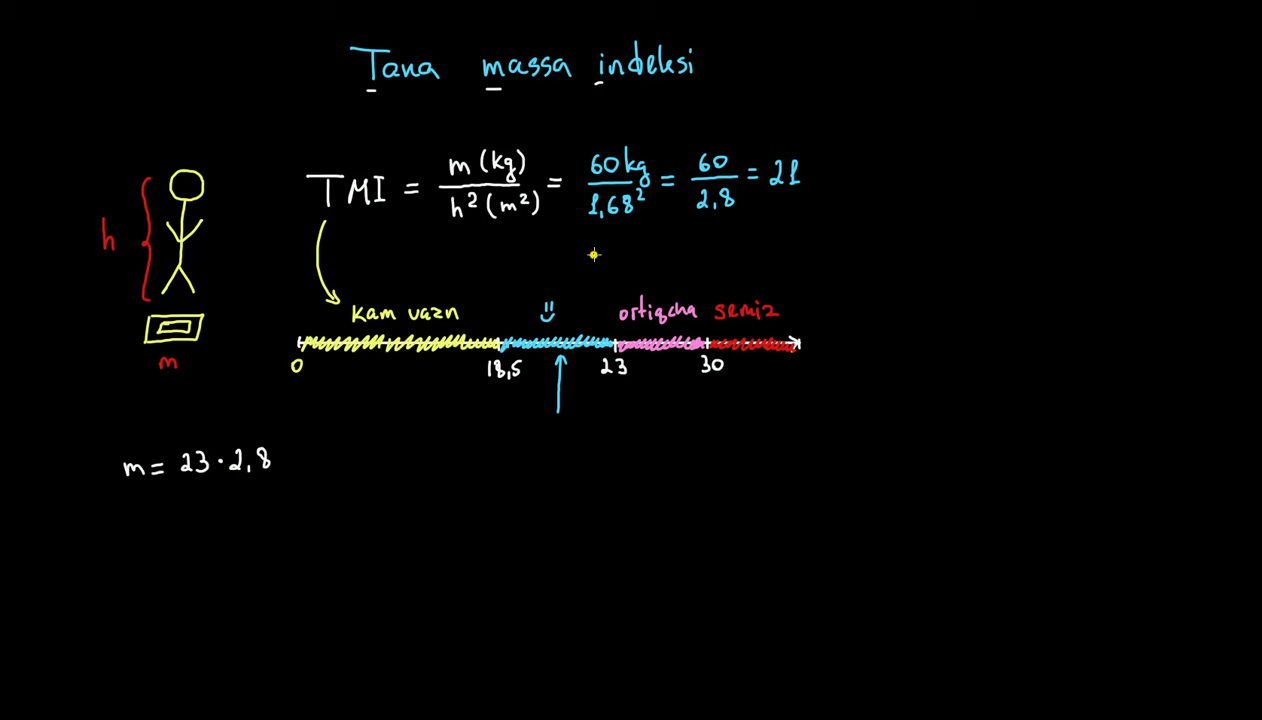 Tana massa indeksi
TMI = m (kg) / h² (m²) = 60kg / 1,68² = 60 / 2,8 = 21
h
kam vazn ortiqcha semiz
0 18,5 23 30
m
m = 23 · 2,8